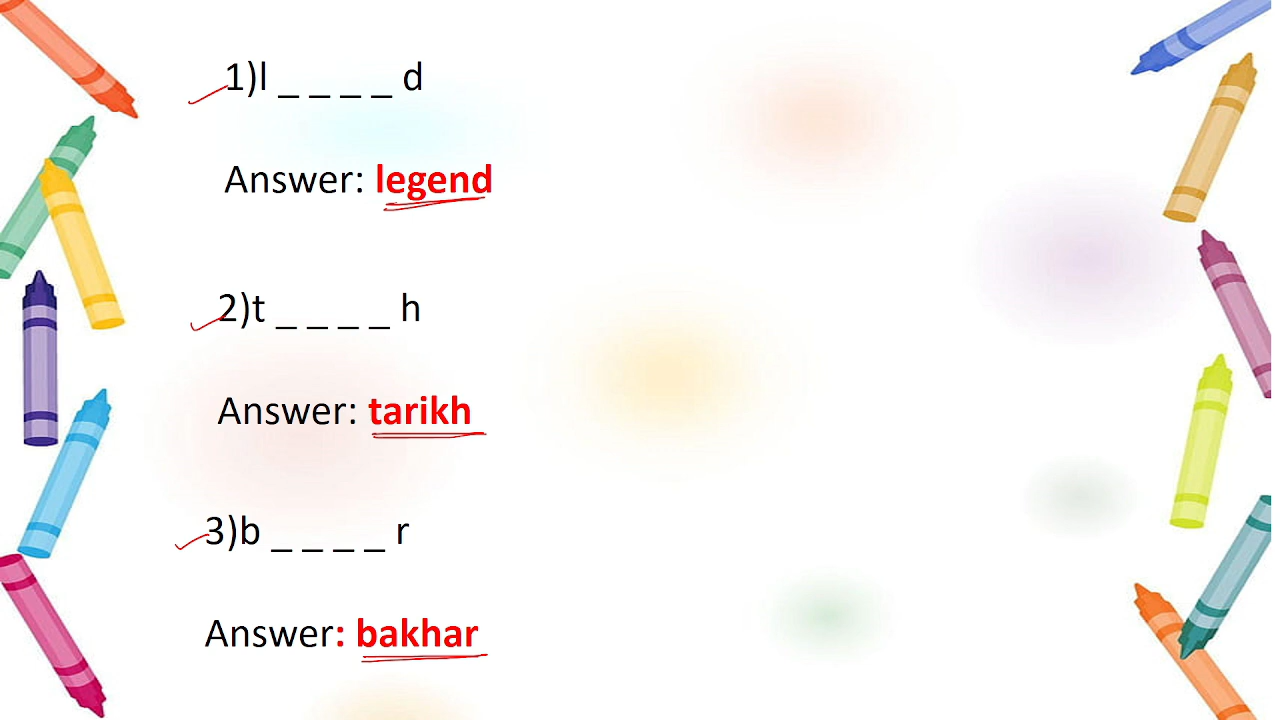 1)l _ _ _ _ d
Answer: legend
2)t _ _ _ _ h
Answer: tarikh
3)b _ _ _ _ r
Answer: bakhar